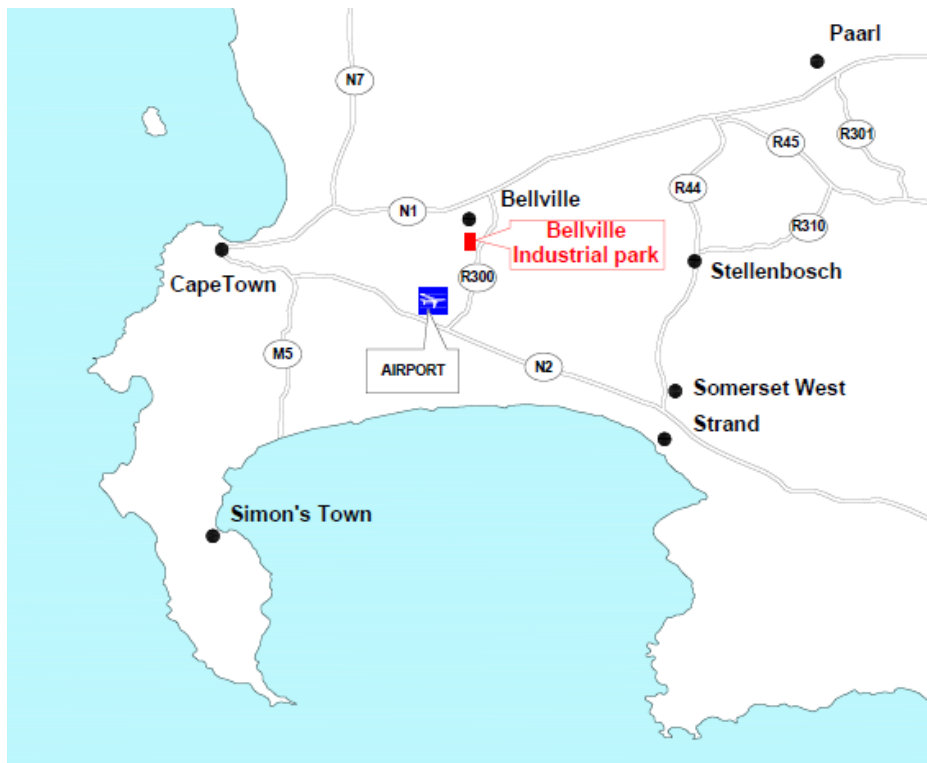 Paarl
N7
R301
R45
R44
N1
Bellville
R310
Bellville
Industrial park
CapeTown
R300
Stellenbosch
M5
AIRPORT
N2
Somerset West
Strand
Simon's Town